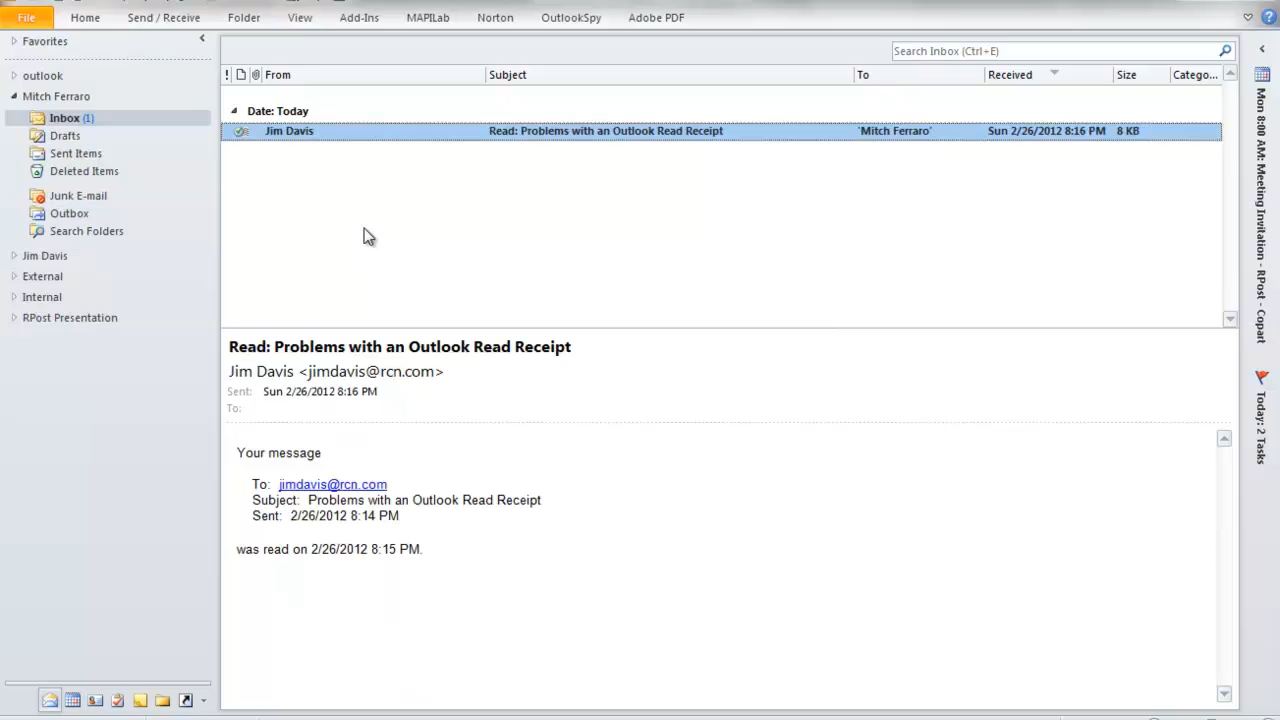 File Home Send / Receive Folder View Add-Ins MAPILab Norton OutlookSpy Adobe PDF
Favorites
outlook
Mitch Ferraro
Inbox (1)
Drafts
Sent Items
Deleted Items
Junk E-mail
Outbox
Search Folders
Jim Davis
External
Internal
RPost Presentation
Search Inbox (Ctrl+E)
! From Subject To Received Size Catego...
Date: Today
Jim Davis Read: Problems with an Outlook Read Receipt 'Mitch Ferraro' Sun 2/26/2012 8:16 PM 8 KB
Read: Problems with an Outlook Read Receipt
Jim Davis <jimdavis@rcn.com>
Sent: Sun 2/26/2012 8:16 PM
To:
Your message
To: jimdavis@rcn.com
Subject: Problems with an Outlook Read Receipt
Sent: 2/26/2012 8:14 PM
was read on 2/26/2012 8:15 PM.
Mon 8:00 AM: Meeting Invitation - RPost - Copart
Today: 2 Tasks